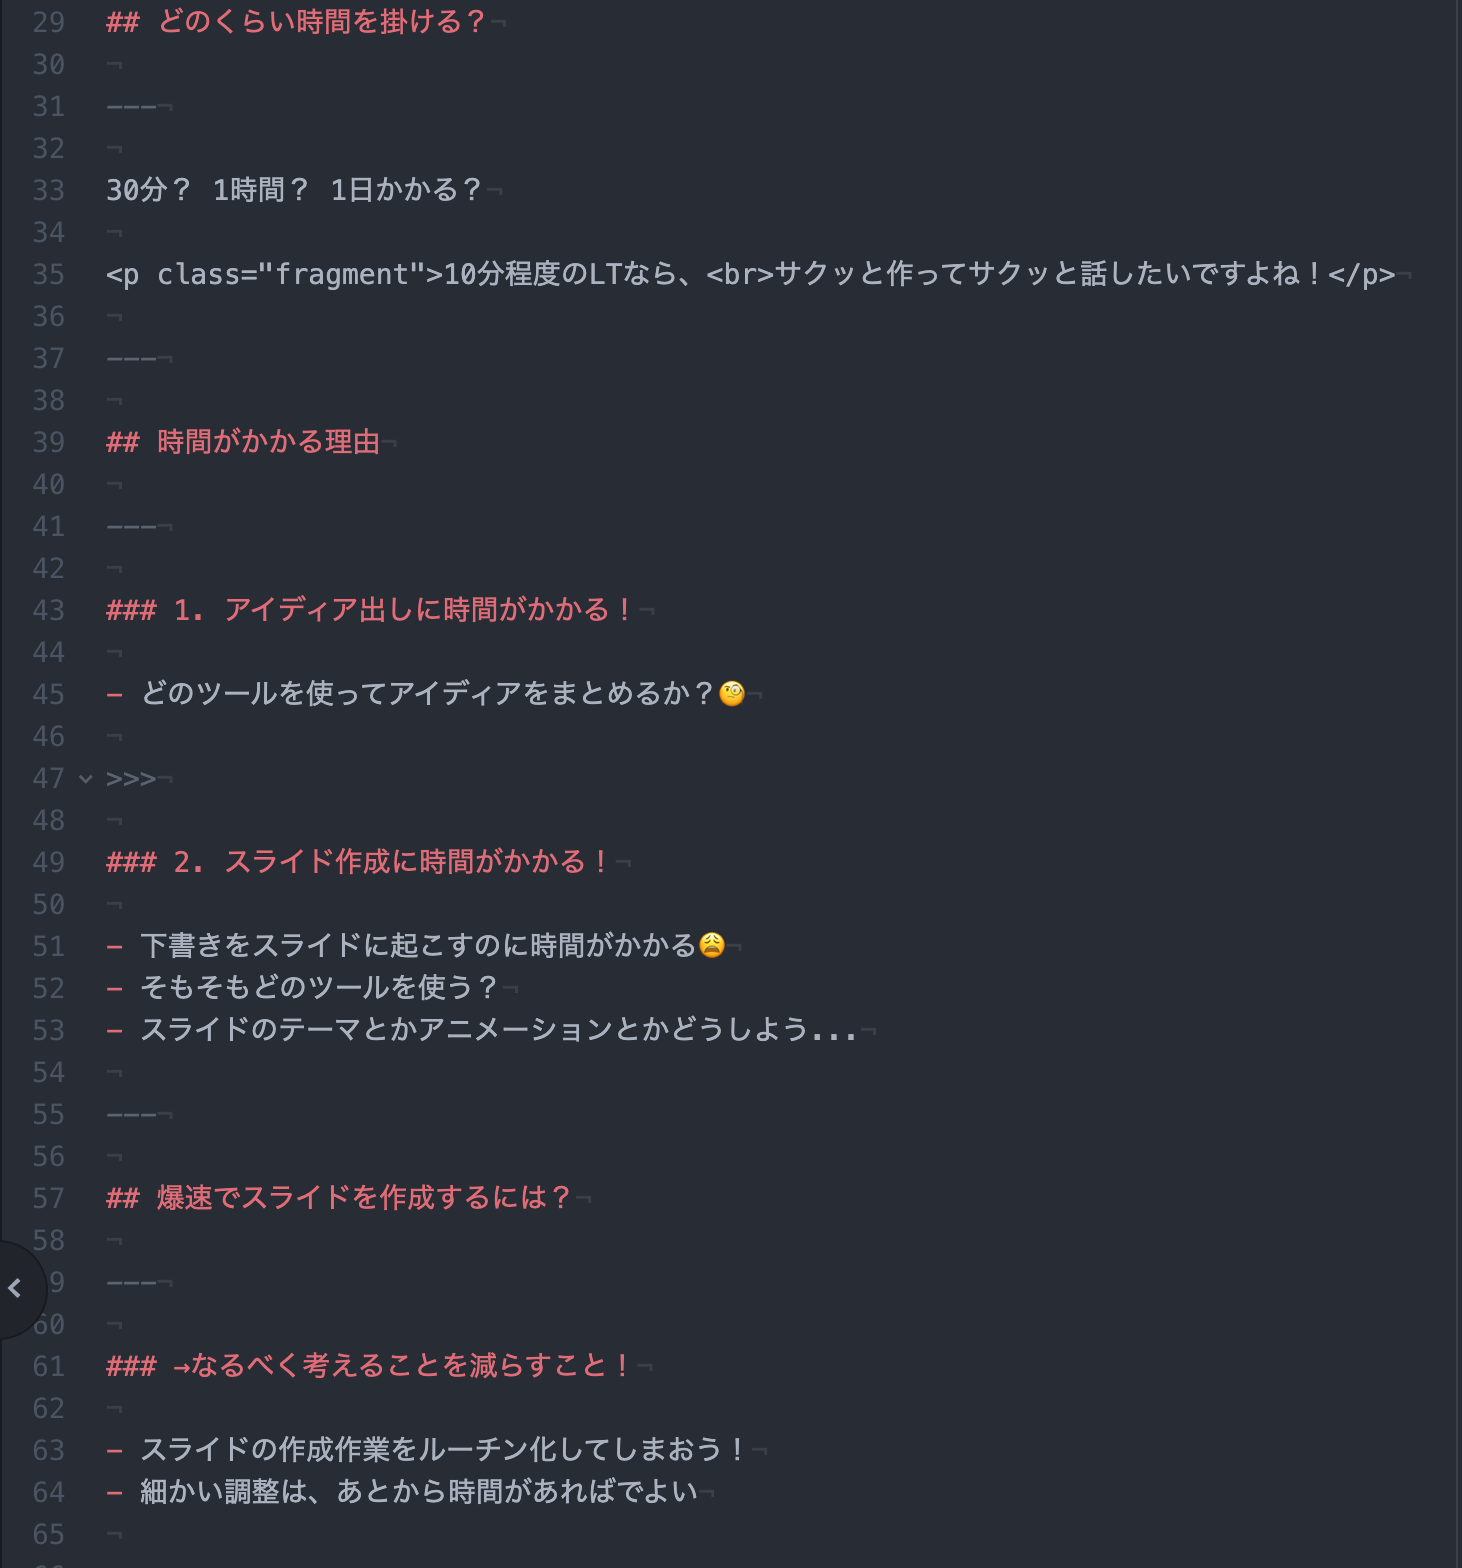 29 ## どのくらい時間を掛ける？¬
30 ¬
31 ---¬
32 ¬
33 30分？ 1時間？ 1日かかる？¬
34 ¬
35 <p class="fragment">10分程度のLTなら、<br>サクッと作ってサクッと話したいですよね！</p>¬
36 ¬
37 ---¬
38 ¬
39 ## 時間がかかる理由¬
40 ¬
41 ---¬
42 ¬
43 ### 1. アイディア出しに時間がかかる！¬
44 ¬
45 - どのツールを使ってアイディアをまとめるか？🧐¬
46 ¬
47 >>>¬
48 ¬
49 ### 2. スライド作成に時間がかかる！¬
50 ¬
51 - 下書きをスライドに起こすのに時間がかかる😩¬
52 - そもそもどのツールを使う？¬
53 - スライドのテーマとかアニメーションとかどうしよう...¬
54 ¬
55 ---¬
56 ¬
57 ## 爆速でスライドを作成するには？¬
58 ¬
9 ---¬
60 ¬
61 ### →なるべく考えることを減らすこと！¬
62 ¬
63 - スライドの作成作業をルーチン化してしまおう！¬
64 - 細かい調整は、あとから時間があればでよい¬
65 ¬